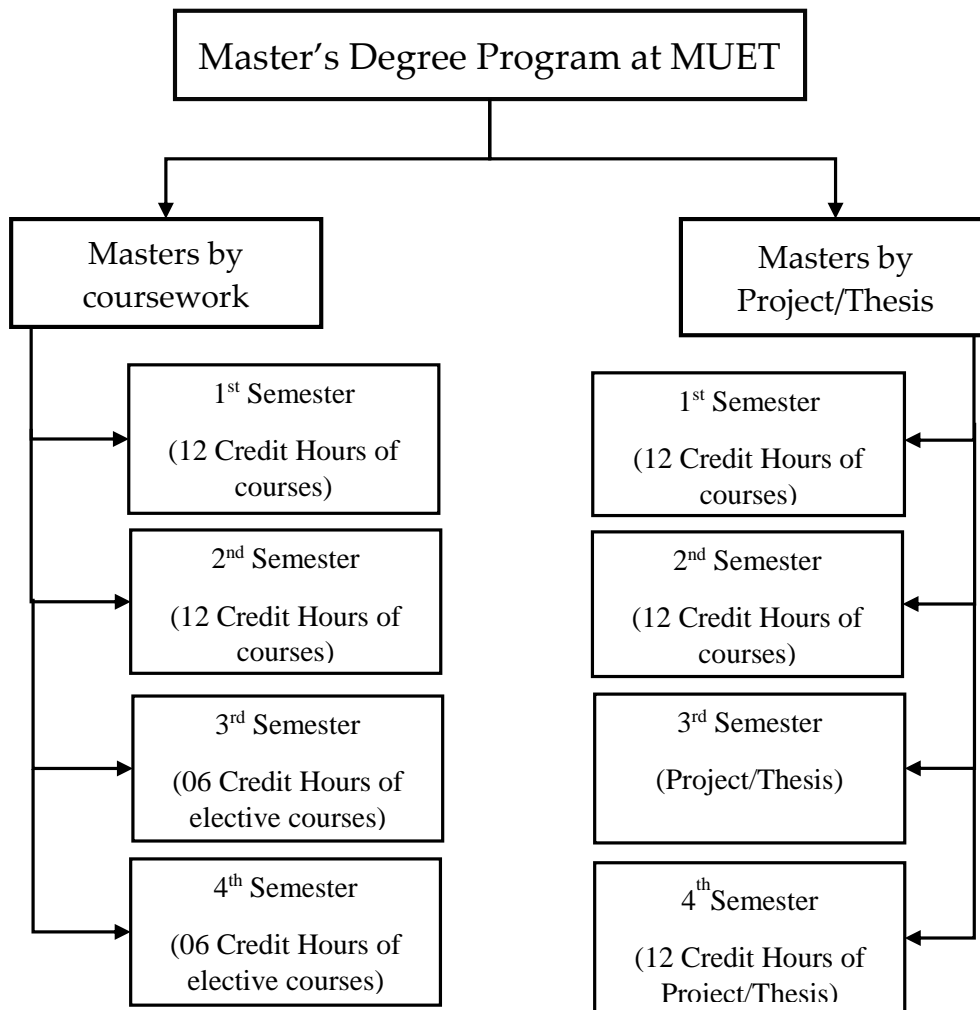 Master’s Degree Program at MUET
Masters by
coursework
1st Semester
(12 Credit Hours of
courses)
2nd Semester
(12 Credit Hours of
courses)
3rd Semester
(06 Credit Hours of
elective courses)
4th Semester
(06 Credit Hours of
elective courses)
Masters by
Project/Thesis
1st Semester
(12 Credit Hours of
courses)
2nd Semester
(12 Credit Hours of
courses)
3rd Semester
(Project/Thesis)
4thSemester
(12 Credit Hours of
Project/Thesis)